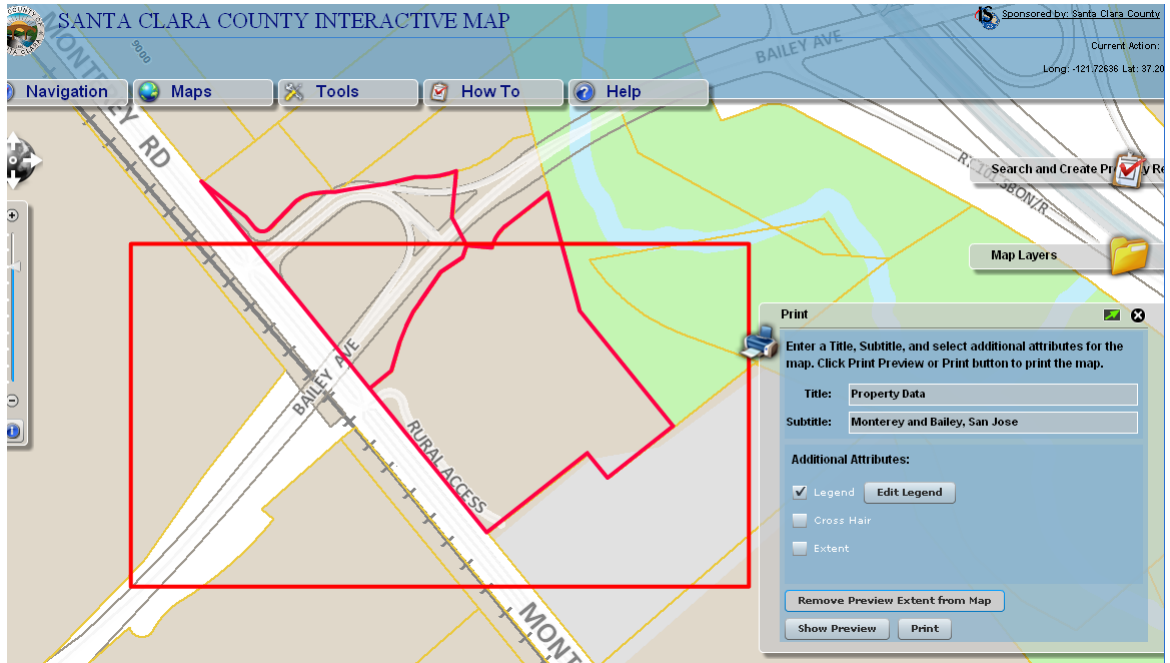 SANTA CLARA COUNTY INTERACTIVE MAP
Sponsored by: Santa Clara County
Current Action:
Long: -121.72636 Lat: 37.20
Navigation
Maps
Tools
How To
Help
MONTEREY RD
9000
BAILEY AVE
Search and Create
Map Layers
BAILEY AVE
RURAL ACCESS
MONT
Print
Enter a Title, Subtitle, and select additional attributes for the
map. Click Print Preview or Print button to print the map.
Title: Property Data
Subtitle: Monterey and Bailey, San Jose
Additional Attributes:
Legend Edit Legend
Cross Hair
Extent
Remove Preview Extent from Map
Show Preview Print